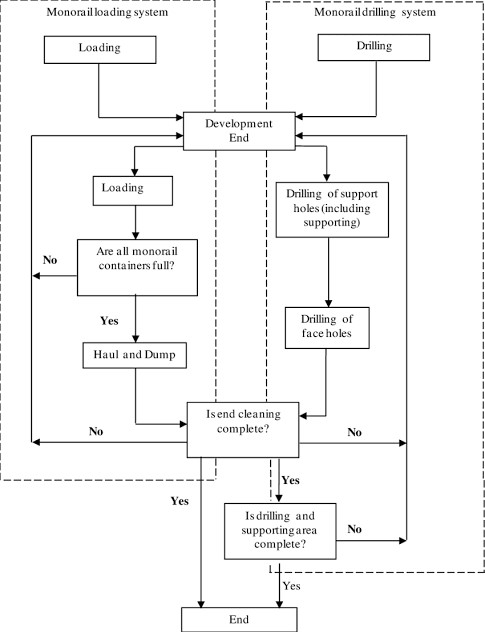 Monorail loading system
Monorail drilling system
Loading
Drilling
Development
End
Loading
Drilling of support
holes (including
supporting)
Are all monorail
containers full?
No
Yes
Drilling of
face holes
Haul and Dump
Is end cleaning
complete?
No
No
Yes
Yes
Is drilling and
supporting area
complete?
No
Yes
End